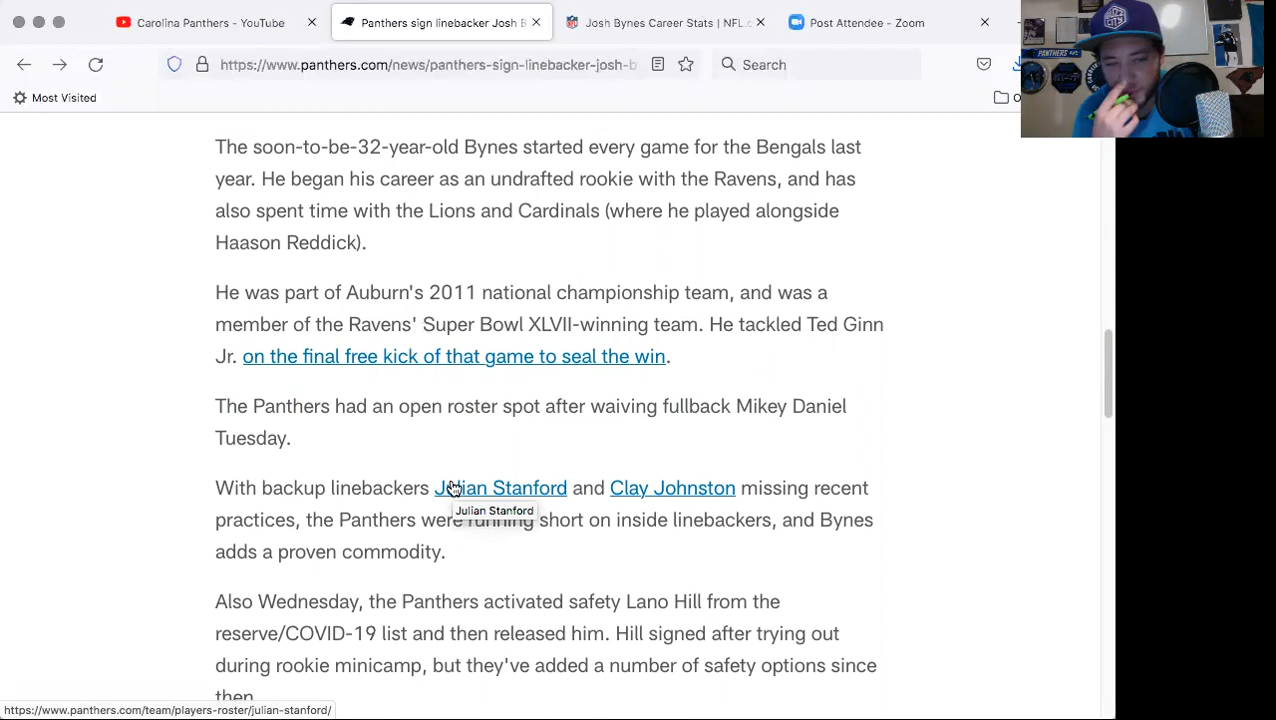 Carolina Panthers - YouTube
Panthers sign linebacker Josh B
Josh Bynes Career Stats | NFL.c
Post Attendee - Zoom
https://www.panthers.com/news/panthers-sign-linebacker-josh-b
Search
Most Visited
PANTHERS
The soon-to-be-32-year-old Bynes started every game for the Bengals last
year. He began his career as an undrafted rookie with the Ravens, and has
also spent time with the Lions and Cardinals (where he played alongside
Haason Reddick).
He was part of Auburn's 2011 national championship team, and was a
member of the Ravens' Super Bowl XLVII-winning team. He tackled Ted Ginn
Jr. on the final free kick of that game to seal the win.
The Panthers had an open roster spot after waiving fullback Mikey Daniel
Tuesday.
With backup linebackers Julian Stanford and Clay Johnston missing recent
Julian Stanford
practices, the Panthers were running short on inside linebackers, and Bynes
adds a proven commodity.
Also Wednesday, the Panthers activated safety Lano Hill from the
reserve/COVID-19 list and then released him. Hill signed after trying out
during rookie minicamp, but they've added a number of safety options since
then
https://www.panthers.com/team/players-roster/julian-stanford/